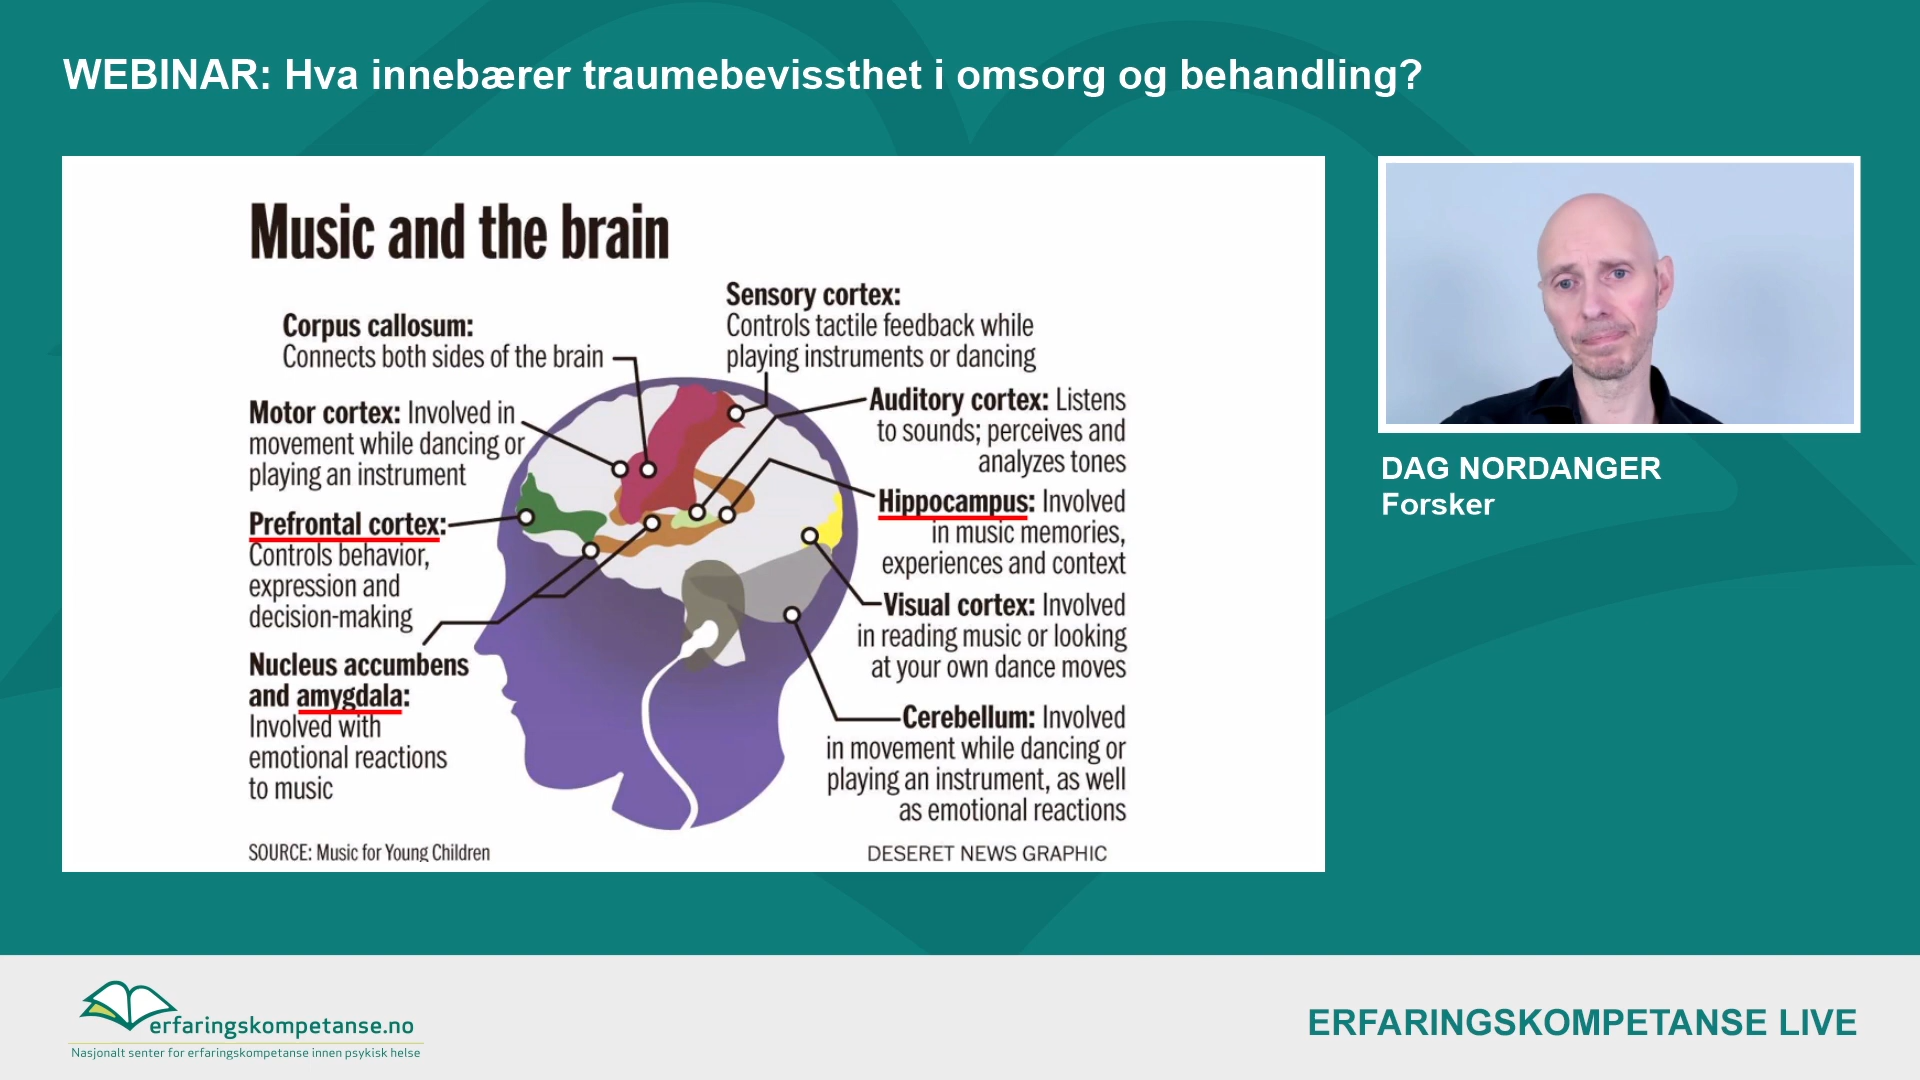 WEBINAR: Hva innebærer traumebevissthet i omsorg og behandling?
Music and the brain
Corpus callosum:
Connects both sides of the brain
Motor cortex: Involved in
movement while dancing or
playing an instrument
Prefrontal cortex:
Controls behavior,
expression and
decision-making
Nucleus accumbens
and amygdala:
Involved with
emotional reactions
to music
Sensory cortex:
Controls tactile feedback while
playing instruments or dancing
Auditory cortex: Listens
to sounds; perceives and
analyzes tones
Hippocampus: Involved
in music memories,
experiences and context
Visual cortex: Involved
in reading music or looking
at your own dance moves
Cerebellum: Involved
in movement while dancing or
playing an instrument, as well
as emotional reactions
SOURCE: Music for Young Children
DESERET NEWS GRAPHIC
DAG NORDANGER
Forsker
erfaringskompetanse.no
Nasjonalt senter for erfaringskompetanse innen psykisk helse
ERFARINGSKOMPETANSE LIVE